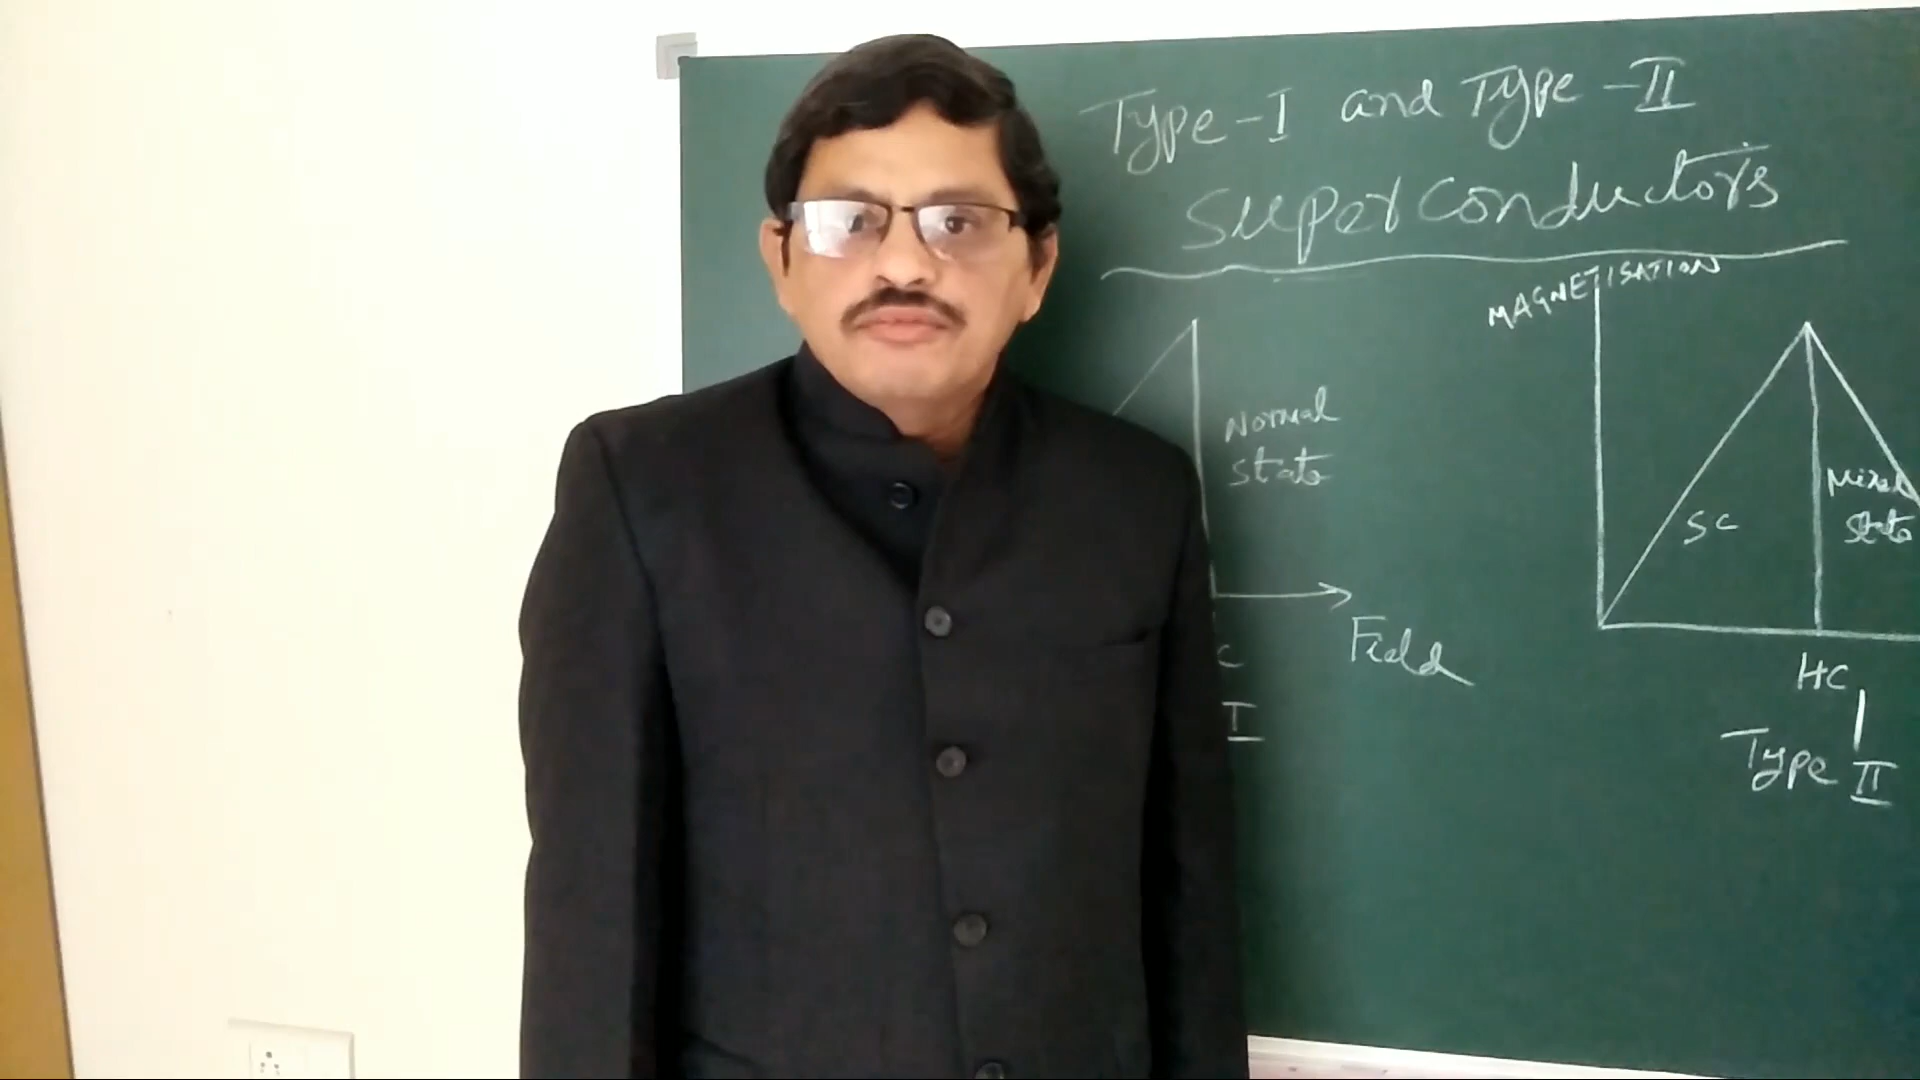 Type-I and Type-II
Superconductors
MAGNETISATION
Normal
State
SC
Mixed
State
Field
C
I
HC
Type II